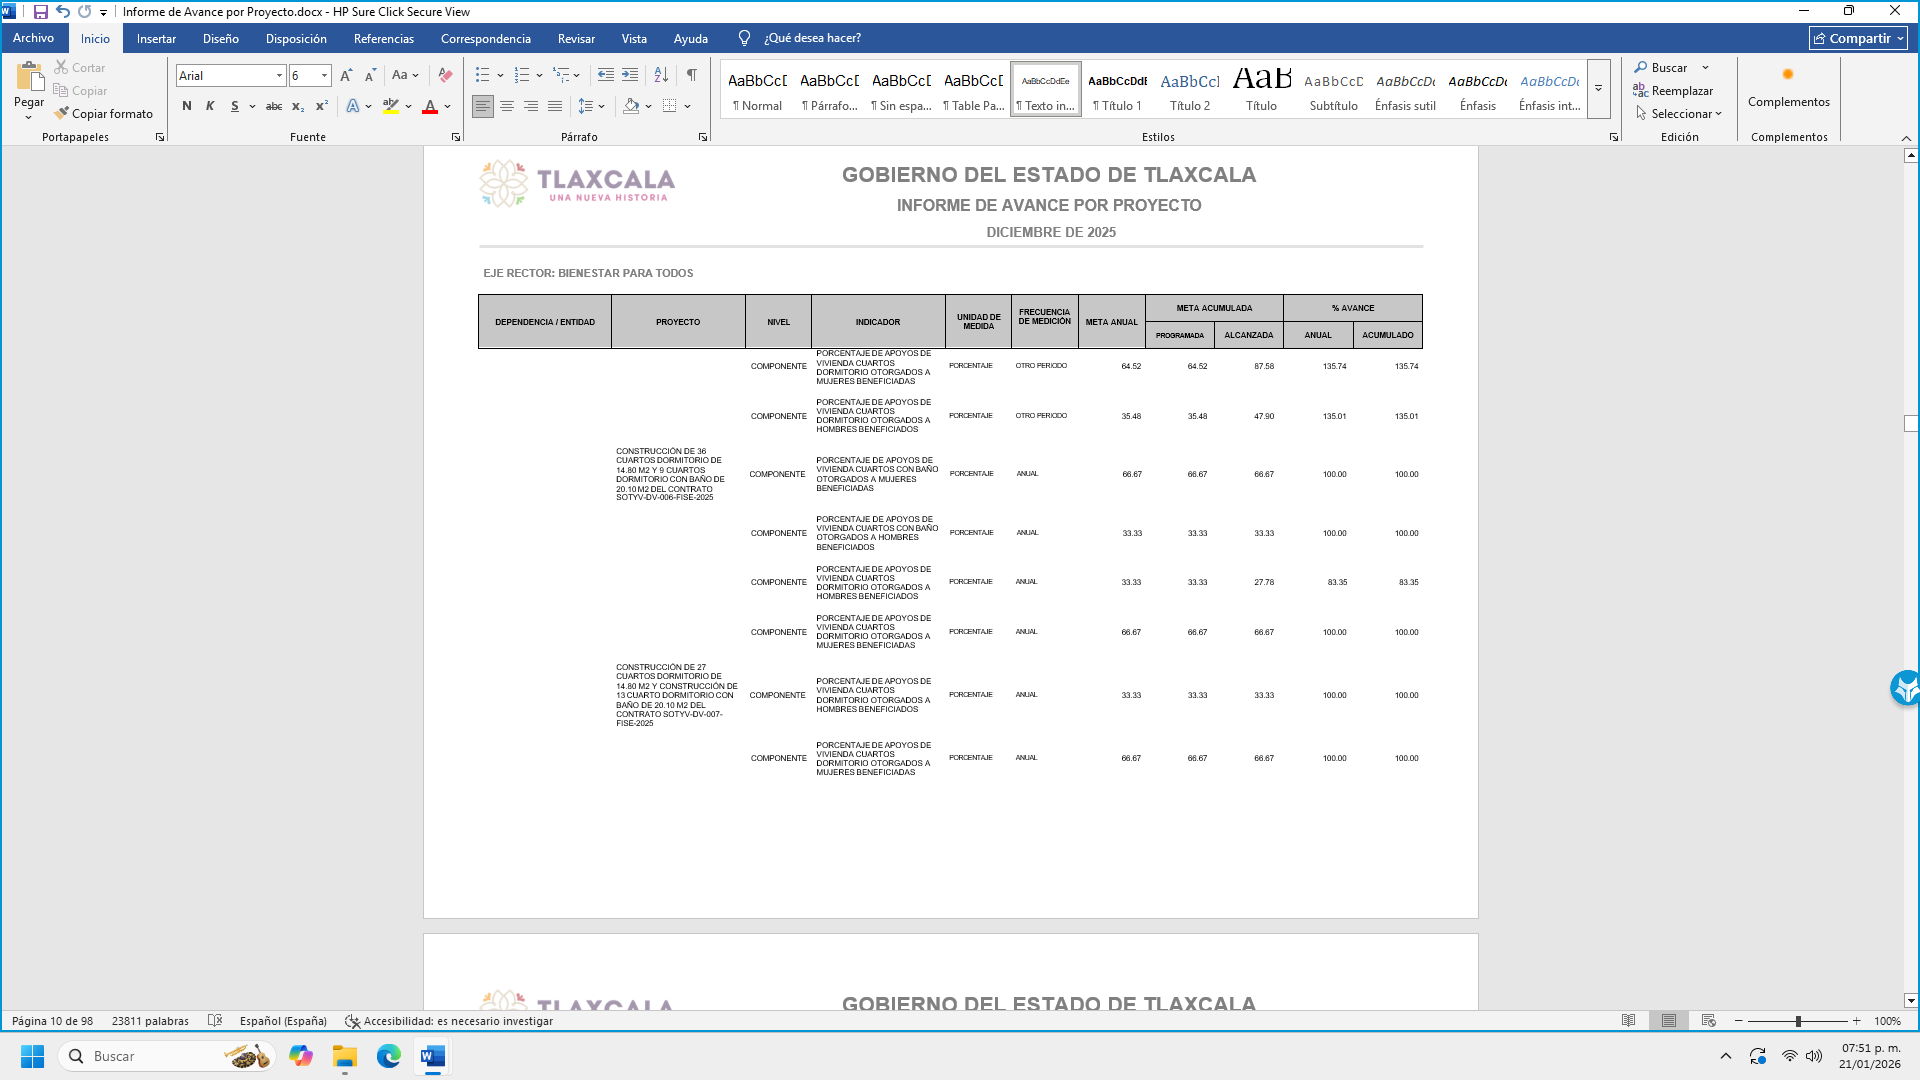 Informe de Avance por Proyecto.docx - HP Sure Click Secure View
Archivo Inicio Insertar Diseño Disposición Referencias Correspondencia Revisar Vista Ayuda ¿Qué desea hacer? Compartir
Pegar
Cortar
Copiar
Copiar formato
Portapapeles
Arial 6
Aa
N K S abc x₂ x²
Fuente
Párrafo
AaBbCcI AaBbCcI AaBbCcI AaBbCcI AaBbCcDdEe AaBbCcDdE AaBbCcI AaB AaBbCcD AaBbCcDc AaBbCcDc AaBbCcDc
¶ Normal ¶ Párrafo... ¶ Sin espa... ¶ Table Pa... ¶ Texto in... ¶ Título 1 Título 2 Título Subtítulo Énfasis sutil Énfasis Énfasis int...
Estilos
Buscar
Reemplazar
Seleccionar
Edición
Complementos
Complementos
TLAXCALA
UNA NUEVA HISTORIA
GOBIERNO DEL ESTADO DE TLAXCALA
INFORME DE AVANCE POR PROYECTO
DICIEMBRE DE 2025
EJE RECTOR: BIENESTAR PARA TODOS
DEPENDENCIA / ENTIDAD PROYECTO NIVEL INDICADOR UNIDAD DE MEDIDA FRECUENCIA DE MEDICIÓN META ANUAL META ACUMULADA % AVANCE
PROGRAMADA ALCANZADA ANUAL ACUMULADO
COMPONENTE PORCENTAJE DE APOYOS DE VIVIENDA CUARTOS DORMITORIO OTORGADOS A MUJERES BENEFICIADAS PORCENTAJE OTRO PERIODO 64.52 64.52 87.58 135.74 135.74
COMPONENTE PORCENTAJE DE APOYOS DE VIVIENDA CUARTOS DORMITORIO OTORGADOS A HOMBRES BENEFICIADOS PORCENTAJE OTRO PERIODO 35.48 35.48 47.90 135.01 135.01
CONSTRUCCIÓN DE 36 CUARTOS DORMITORIO DE 14.80 M2 Y 9 CUARTOS DORMITORIO CON BAÑO DE 20.10 M2 DEL CONTRATO SOTYV-DV-006-FISE-2025 COMPONENTE PORCENTAJE DE APOYOS DE VIVIENDA CUARTOS CON BAÑO OTORGADOS A MUJERES BENEFICIADAS PORCENTAJE ANUAL 66.67 66.67 66.67 100.00 100.00
COMPONENTE PORCENTAJE DE APOYOS DE VIVIENDA CUARTOS CON BAÑO OTORGADOS A HOMBRES BENEFICIADOS PORCENTAJE ANUAL 33.33 33.33 33.33 100.00 100.00
COMPONENTE PORCENTAJE DE APOYOS DE VIVIENDA CUARTOS DORMITORIO OTORGADOS A HOMBRES BENEFICIADOS PORCENTAJE ANUAL 33.33 33.33 27.78 83.35 83.35
COMPONENTE PORCENTAJE DE APOYOS DE VIVIENDA CUARTOS DORMITORIO OTORGADOS A MUJERES BENEFICIADAS PORCENTAJE ANUAL 66.67 66.67 66.67 100.00 100.00
CONSTRUCCIÓN DE 27 CUARTOS DORMITORIO DE 14.80 M2 Y CONSTRUCCIÓN DE 13 CUARTO DORMITORIO CON BAÑO DE 20.10 M2 DEL CONTRATO SOTYV-DV-007-FISE-2025 COMPONENTE PORCENTAJE DE APOYOS DE VIVIENDA CUARTOS DORMITORIO OTORGADOS A HOMBRES BENEFICIADOS PORCENTAJE ANUAL 33.33 33.33 33.33 100.00 100.00
COMPONENTE PORCENTAJE DE APOYOS DE VIVIENDA CUARTOS DORMITORIO OTORGADOS A MUJERES BENEFICIADAS PORCENTAJE ANUAL 66.67 66.67 66.67 100.00 100.00
TLAXCALA
GOBIERNO DEL ESTADO DE TLAXCALA
Página 10 de 98 23811 palabras Español (España) Accesibilidad: es necesario investigar 100%
Buscar
07:51 p. m.
21/01/2026